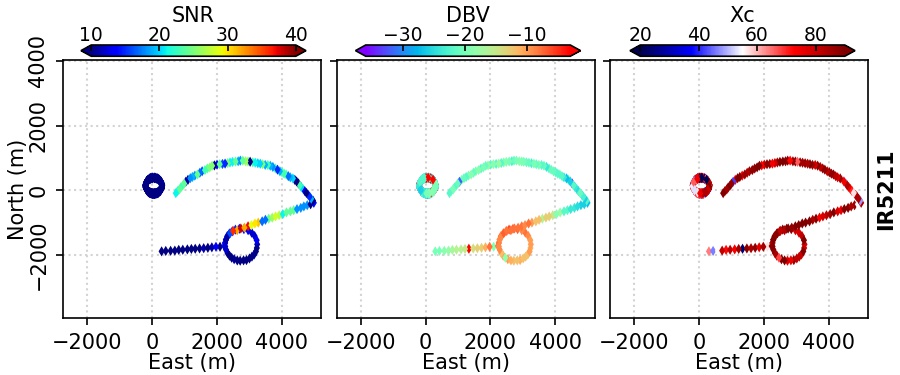 SNR DBV Xc
10 20 30 40 −30 −20 −10 20 40 60 80
4000
2000
0
−2000
North (m)
IR5211
−2000 0 2000 4000 −2000 0 2000 4000 −2000 0 2000 4000
East (m) East (m) East (m)